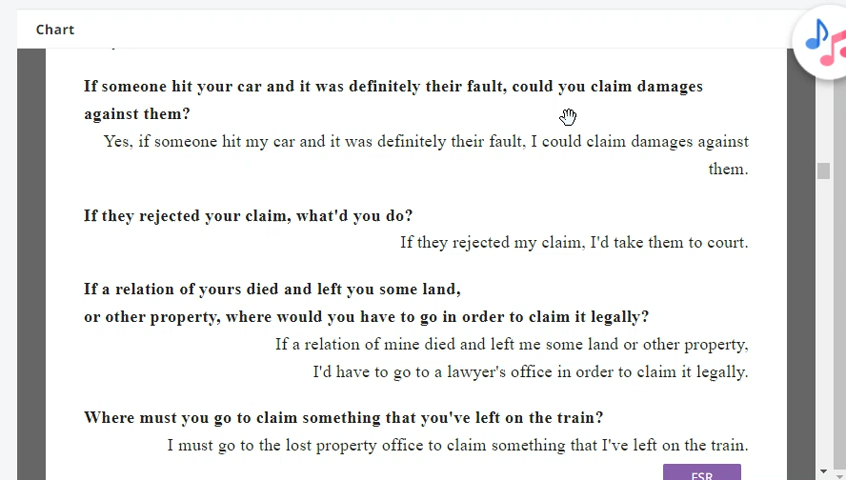 Chart
If someone hit your car and it was definitely their fault, could you claim damages
against them?
Yes, if someone hit my car and it was definitely their fault, I could claim damages against
them.
If they rejected your claim, what'd you do?
If they rejected my claim, I'd take them to court.
If a relation of yours died and left you some land,
or other property, where would you have to go in order to claim it legally?
If a relation of mine died and left me some land or other property,
I'd have to go to a lawyer's office in order to claim it legally.
Where must you go to claim something that you've left on the train?
I must go to the lost property office to claim something that I've left on the train.
FSR